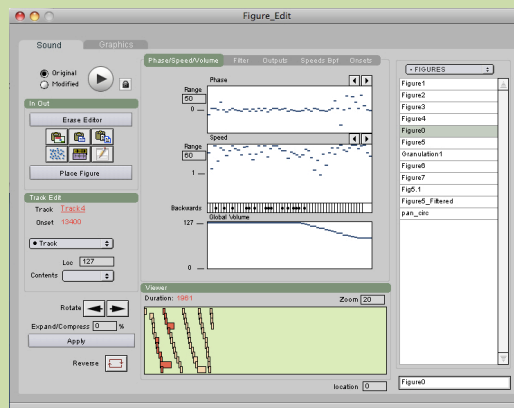 Figure_Edit
Sound
Graphics
Original
Modified
In Out
Erase Editor
Place Figure
Track Edit
Track Track4
Onset 13400
Track
Loc 127
Contents
Rotate
Expand/Compress 0 %
Apply
Reverse
Phase/Speed/Volume Filter Outputs Speeds Bpf Onsets
Phase
Range
50
0
Speed
Range
60
1
Backwards
Global Volume
127
0
Viewer
Duration: 1961
Zoom 20
location 0
- FIGURES
Figure1
Figure2
Figure3
Figure4
Figure0
Figure5
Granulation1
Figure6
Figure7
Fig5.1
Figure5_Filtered
pan_circ
Figure0